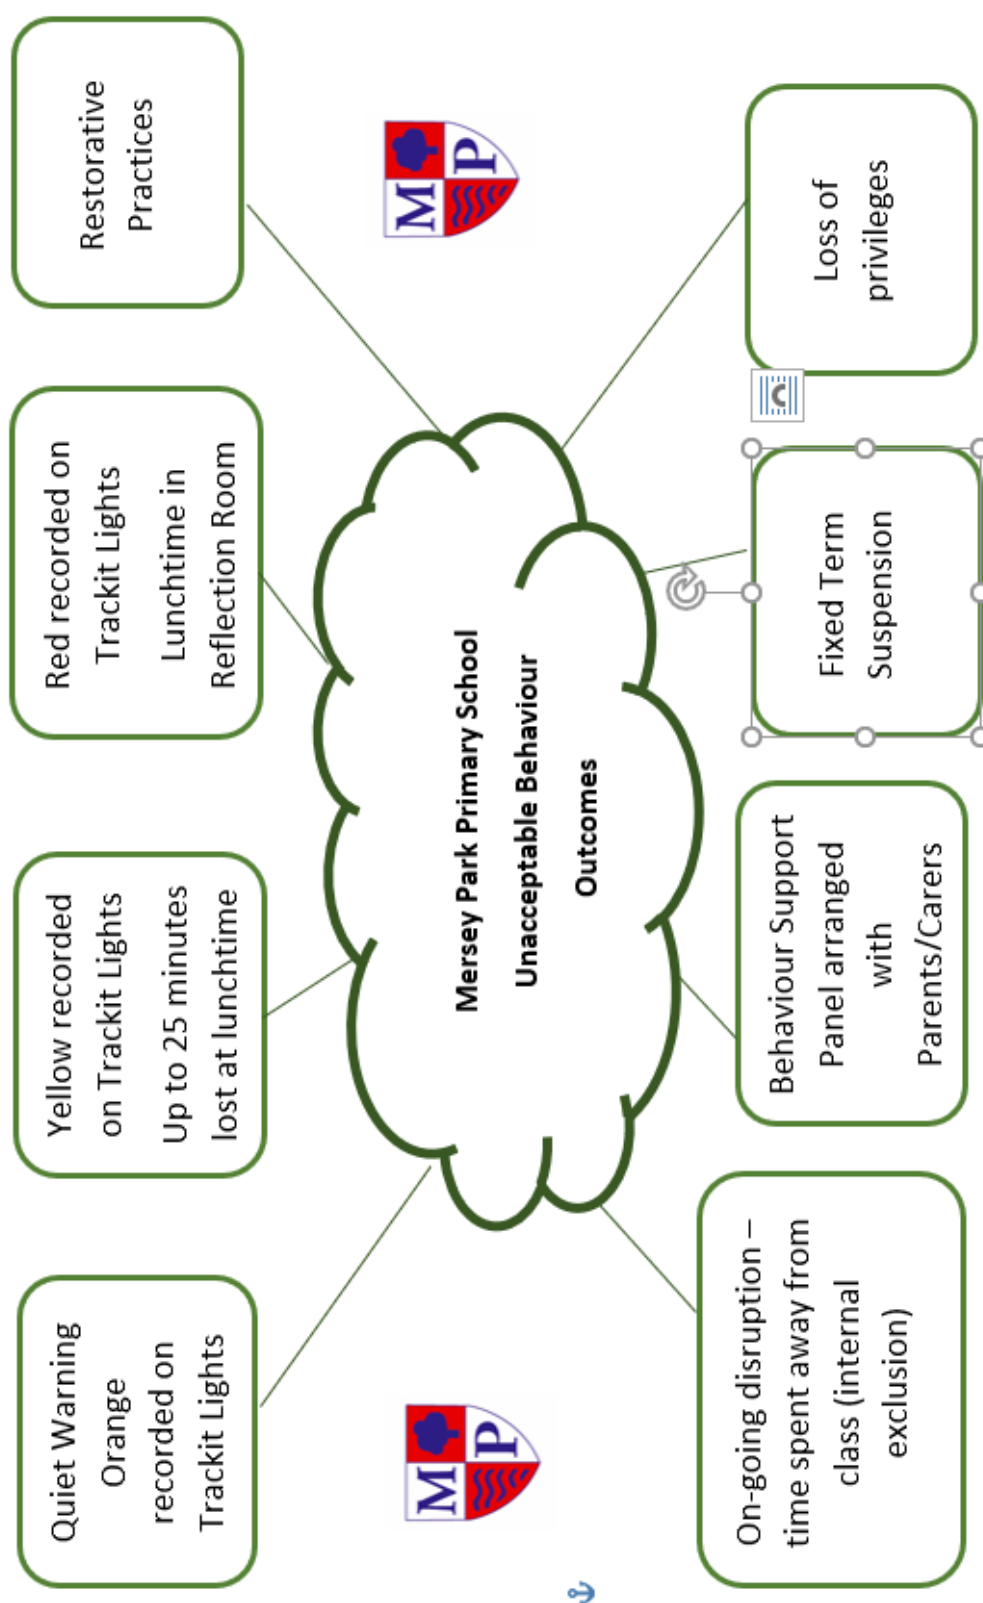 Quiet Warning
Orange
recorded on
Trackit Lights
Yellow recorded
on Trackit Lights
Up to 25 minutes
lost at lunchtime
Red recorded on
Trackit Lights
Lunchtime in
Reflection Room
Restorative
Practices
M
P
M
P
Mersey Park Primary School
Unacceptable Behaviour
Outcomes
On-going disruption –
time spent away from
class (internal
exclusion)
Behaviour Support
Panel arranged
with
Parents/Carers
Fixed Term
Suspension
Loss of
privileges